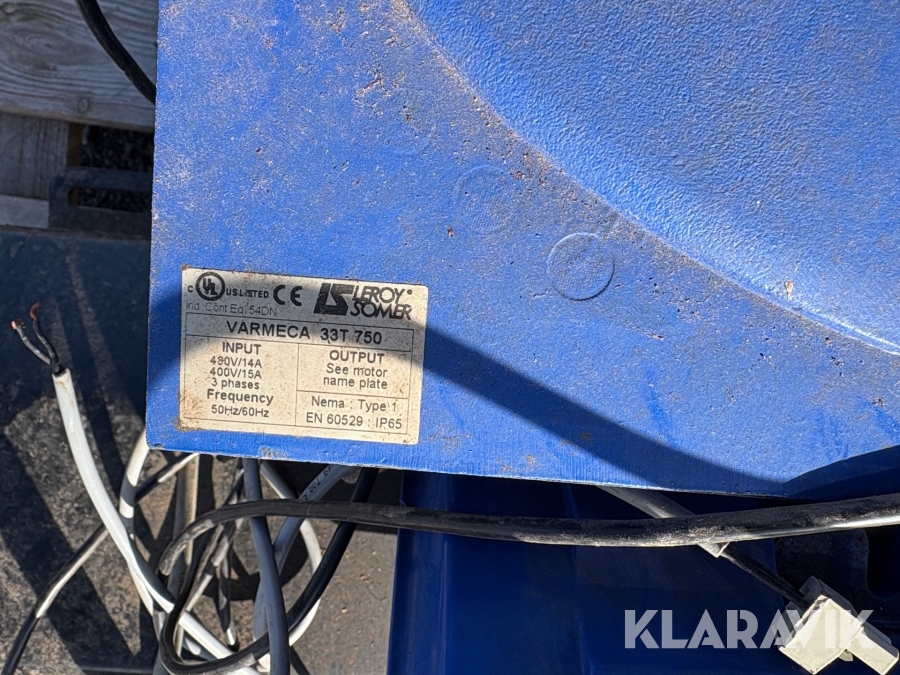 C UL US LISTED CE LS LEROY® SOMER
Ind. Cont. Eq. 54DN
VARMECA 33T 750
INPUT
480V/14A
400V/15A
3 phases
Frequency
50Hz/60Hz
OUTPUT
See motor
name plate
Nema : Type 1
EN 60529 : IP65
KLARAVIK